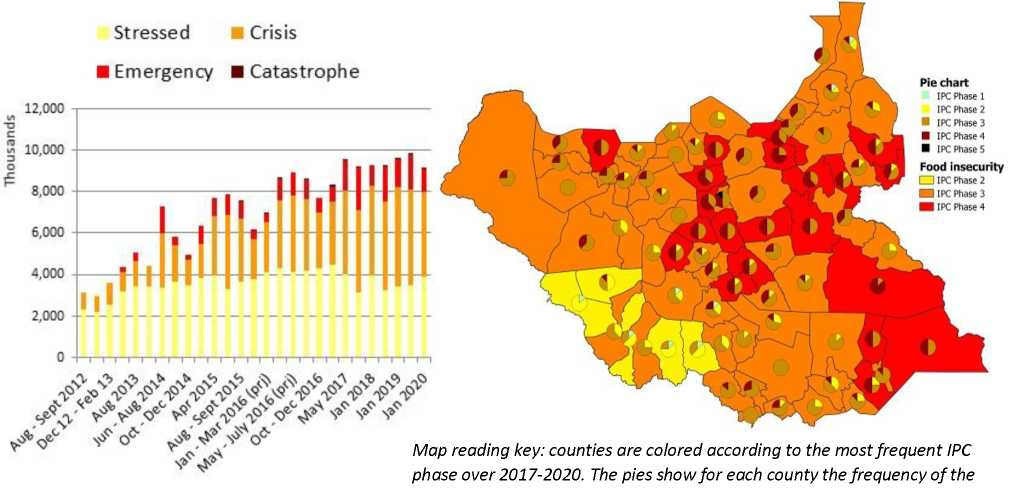 Stressed Crisis
Emergency Catastrophe
Thousands
12,000
10,000
8,000
6,000
4,000
2,000
0
Aug - Sept 2012
Dec 12 - Feb 13
Aug 2013
Jun - Aug 2014
Oct - Dec 2014
Apr 2015
Aug - Sept 2015
Jan - Mar 2016 (prj)
May - July 2016 (prj)
Oct - Dec 2016
May 2017
Jan 2018
Jan 2019
Jan 2020
Pie chart
IPC Phase 1
IPC Phase 2
IPC Phase 3
IPC Phase 4
IPC Phase 5
Food insecurity
IPC Phase 2
IPC Phase 3
IPC Phase 4
Map reading key: counties are colored according to the most frequent IPC
phase over 2017-2020. The pies show for each county the frequency of the